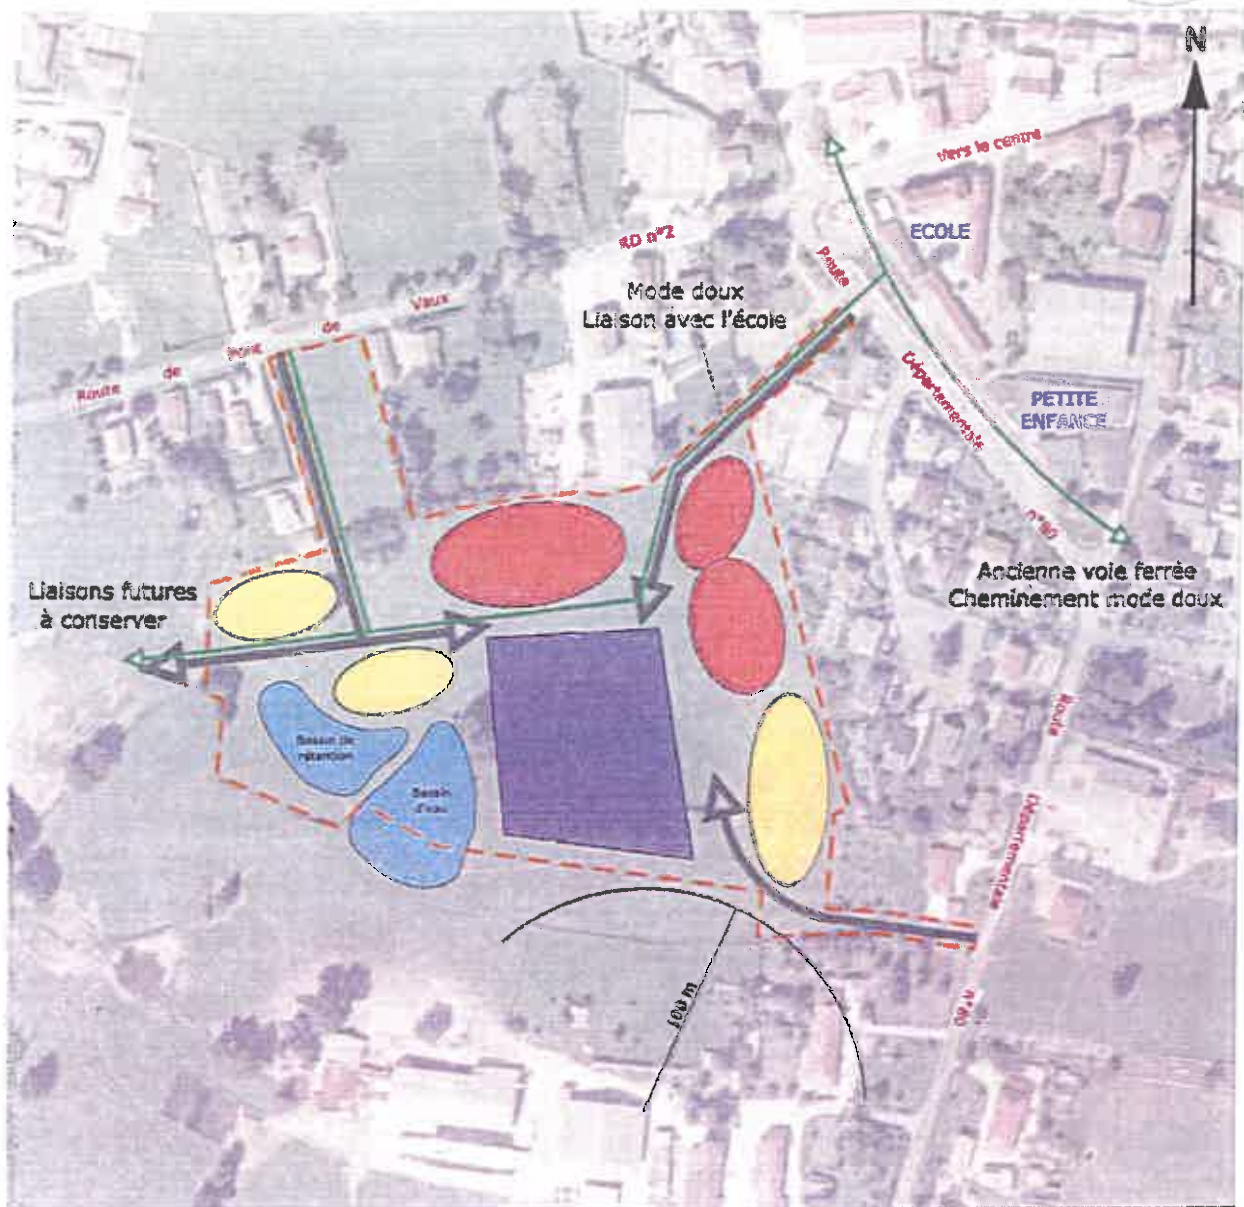 N
Vers le centre
ECOLE
RD n°2
Route
Mode doux
Liaison avec l'école
Route de Pont de Vaux
Départementale
n°80
PETITE
ENFANCE
Ancienne voie ferrée
Cheminement mode doux
Liaisons futures
à conserver
Bassin de
rétention
Bassin
d'eau
Route Départementale n°80
100 m